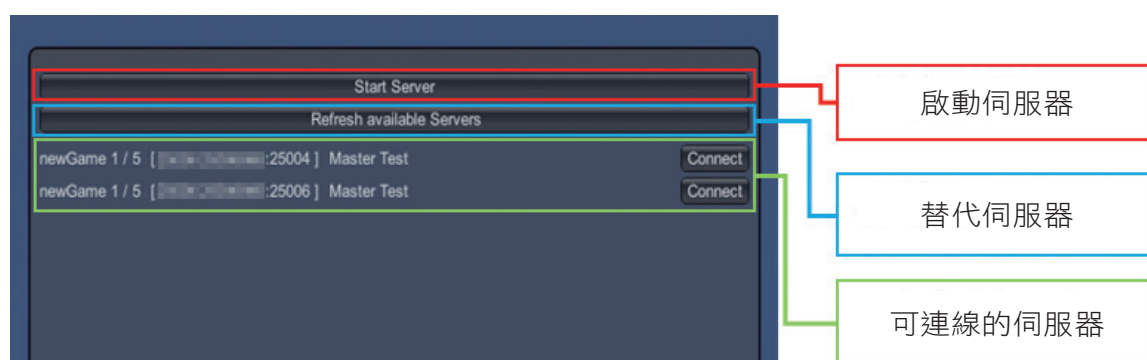 Start Server
啟動伺服器
Refresh available Servers
替代伺服器
newGame 1 / 5 [ :25004 ] Master Test Connect
newGame 1 / 5 [ :25006 ] Master Test Connect
可連線的伺服器